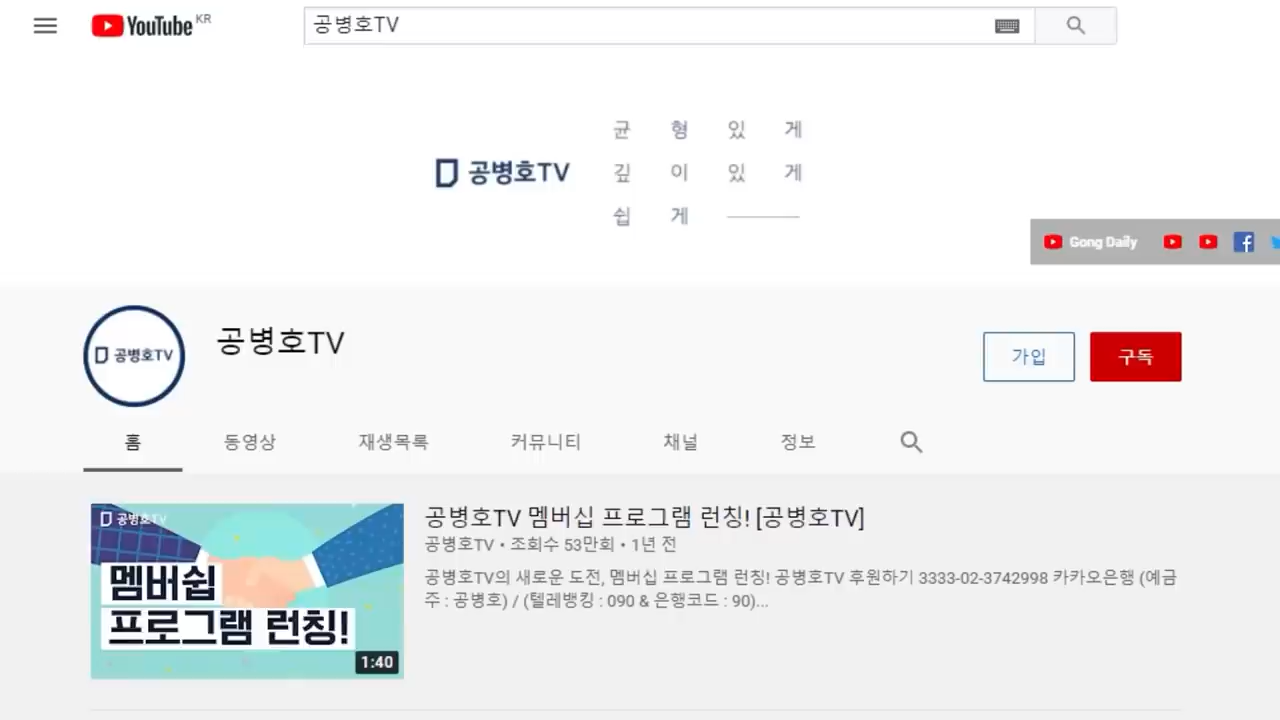 YouTube KR
공병호TV
균 형 있 게
공병호TV
깊 이 있 게
쉽 게
Gong Daily
공병호TV
공병호TV
가입
구독
홈
동영상
재생목록
커뮤니티
채널
정보
공병호TV
멤버쉽
프로그램 런칭!
1:40
공병호TV 멤버십 프로그램 런칭! [공병호TV]
공병호TV • 조회수 53만회 • 1년 전
공병호TV의 새로운 도전, 멤버십 프로그램 런칭! 공병호TV 후원하기 3333-02-3742998 카카오은행 (예금
주 : 공병호) / (텔레뱅킹 : 090 & 은행코드 : 90)...